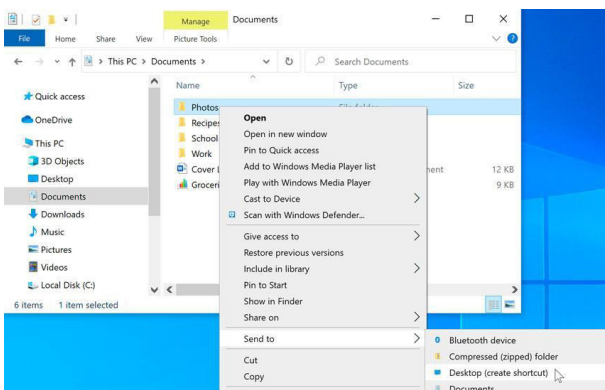 Manage Documents
File Home Share View Picture Tools
This PC > Documents > Search Documents
Name Type Size
Quick access
OneDrive
This PC
3D Objects
Desktop
Documents
Downloads
Music
Pictures
Videos
Local Disk (C:)
Photos File folder
Recipes
School
Work
Cover L ment 12 KB
Groceri 9 KB
Open
Open in new window
Pin to Quick access
Add to Windows Media Player list
Play with Windows Media Player
Cast to Device
Scan with Windows Defender...
Give access to
Restore previous versions
Include in library
Pin to Start
Show in Finder
Share on
Send to
Cut
Copy
Bluetooth device
Compressed (zipped) folder
Desktop (create shortcut)
Documents
6 items 1 item selected